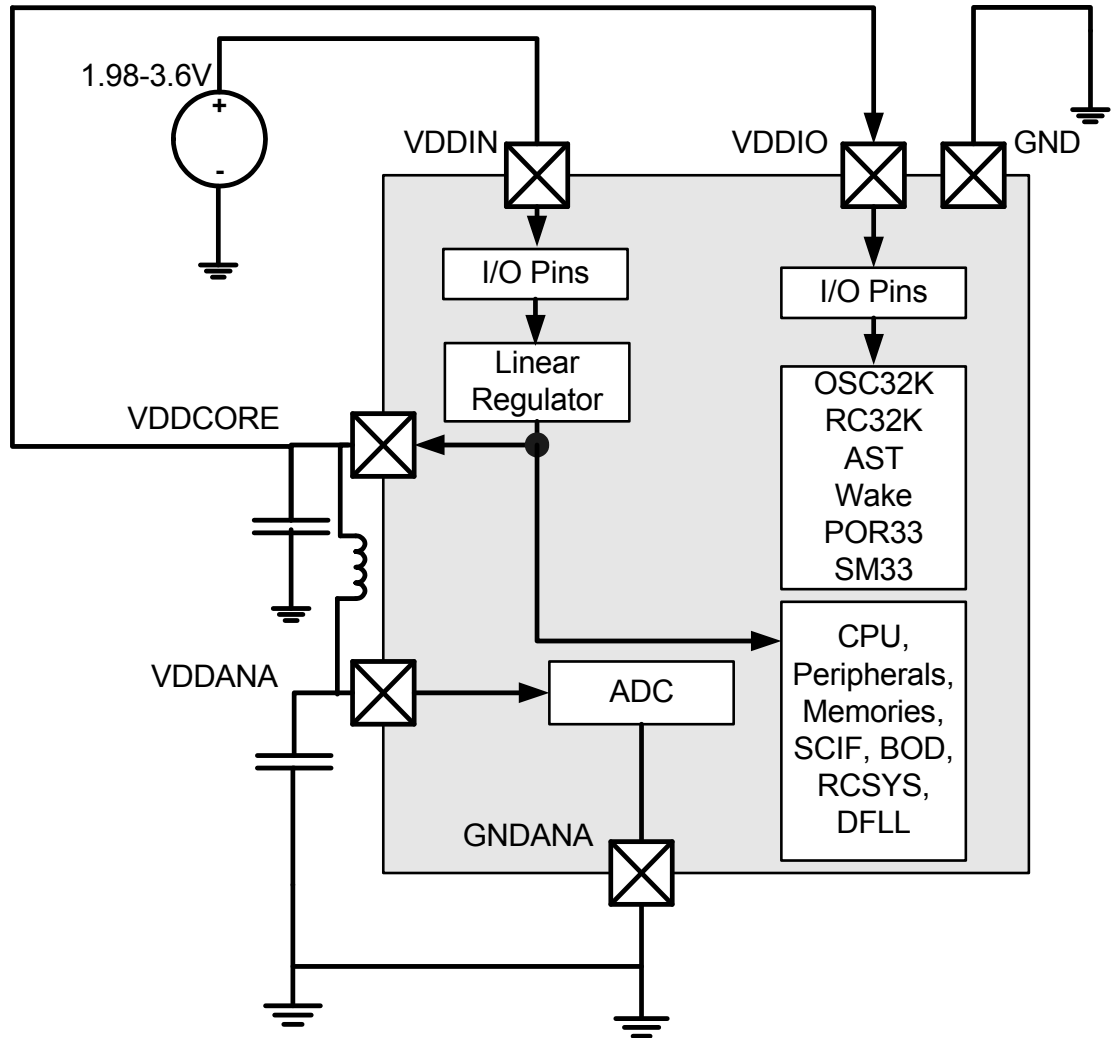 1.98-3.6V
+
-
VDDIN
VDDIO
GND
I/O Pins
I/O Pins
Linear
Regulator
VDDCORE
OSC32K
RC32K
AST
Wake
POR33
SM33
VDDANA
ADC
CPU,
Peripherals,
Memories,
SCIF, BOD,
RCSYS,
DFLL
GNDANA